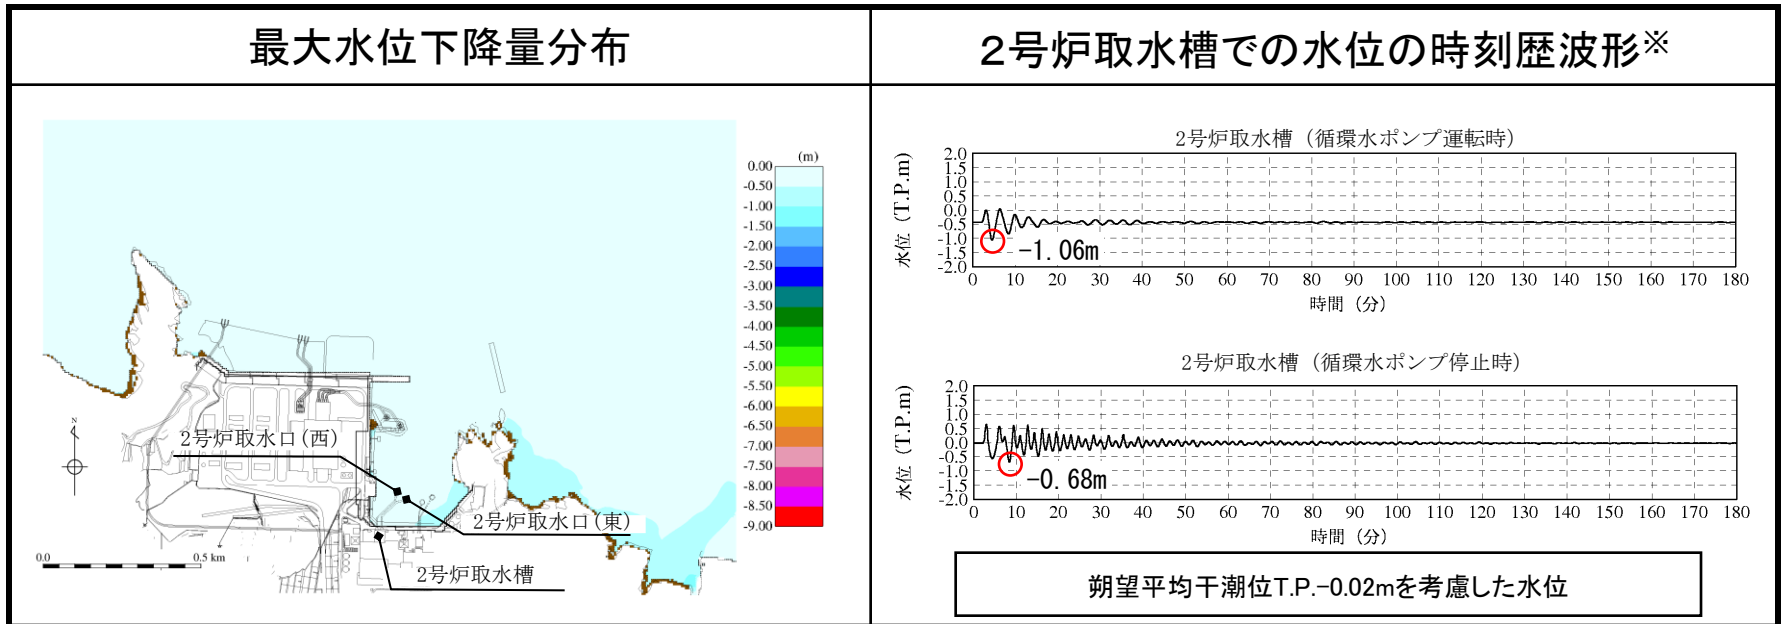 最大水位下降量分布
2号炉取水槽での水位の時刻歴波形※
(m)
0.00
-0.50
-1.00
-1.50
-2.00
-2.50
-3.00
-3.50
-4.00
-4.50
-5.00
-5.50
-6.00
-6.50
-7.00
-7.50
-8.00
-8.50
-9.00
N
2号炉取水口(西)
2号炉取水口(東)
2号炉取水槽
0.0 0.5 km
2号炉取水槽（循環水ポンプ運転時）
水位 (T.P.m)
2.0
1.5
1.0
0.5
0.0
-0.5
-1.0
-1.5
-2.0
-1.06m
0 10 20 30 40 50 60 70 80 90 100 110 120 130 140 150 160 170 180
時間（分）
2号炉取水槽（循環水ポンプ停止時）
水位 (T.P.m)
2.0
1.5
1.0
0.5
0.0
-0.5
-1.0
-1.5
-2.0
-0.68m
0 10 20 30 40 50 60 70 80 90 100 110 120 130 140 150 160 170 180
時間（分）
朔望平均干潮位T.P.-0.02mを考慮した水位